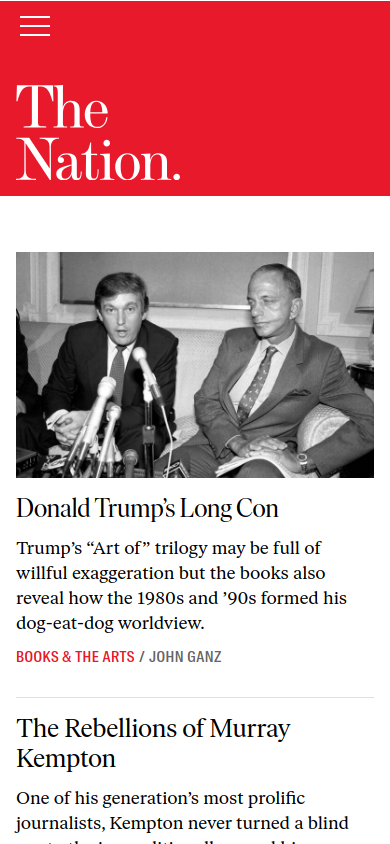 The
Nation.
Donald Trump’s Long Con
Trump’s “Art of” trilogy may be full of
willful exaggeration but the books also
reveal how the 1980s and ’90s formed his
dog-eat-dog worldview.
BOOKS & THE ARTS / JOHN GANZ
The Rebellions of Murray
Kempton
One of his generation’s most prolific
journalists, Kempton never turned a blind